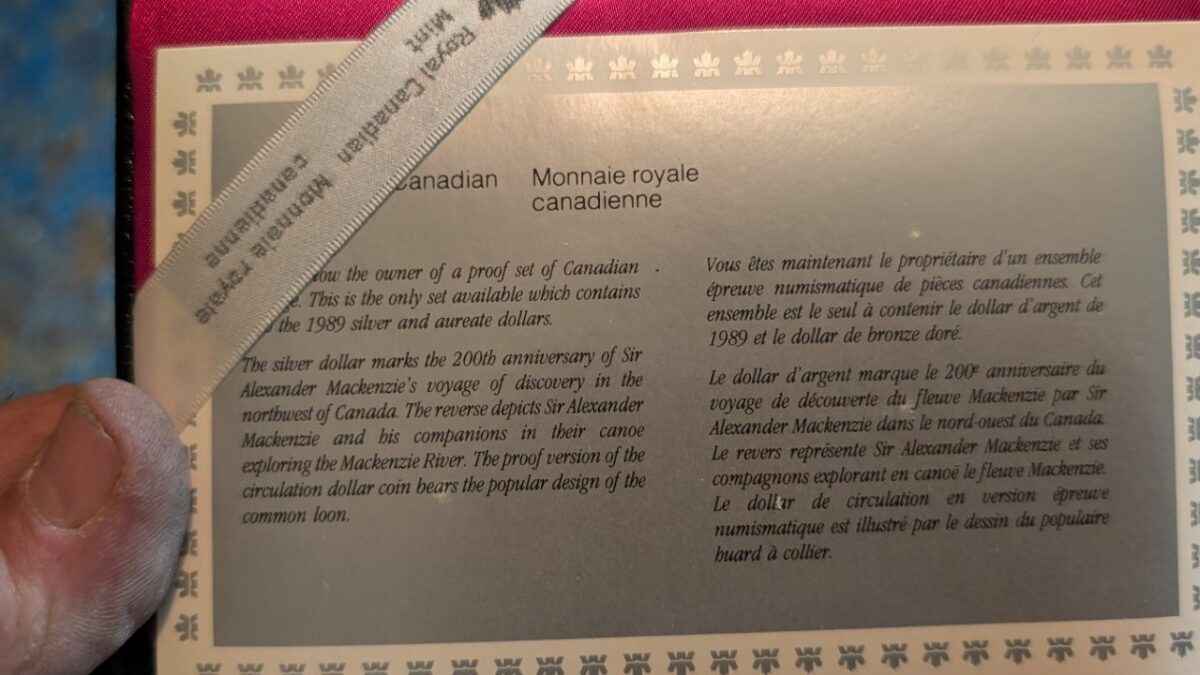 Royal Canadian
Mint
Monnaie royale
canadienne
Canadian
Monnaie royale
canadienne
now the owner of a proof set of Canadian
This is the only set available which contains
the 1989 silver and aureate dollars.
The silver dollar marks the 200th anniversary of Sir
Alexander Mackenzie's voyage of discovery in the
northwest of Canada. The reverse depicts Sir Alexander
Mackenzie and his companions in their canoe
exploring the Mackenzie River. The proof version of the
circulation dollar coin bears the popular design of the
common loon.
Vous êtes maintenant le propriétaire d'un ensemble
épreuve numismatique de pièces canadiennes. Cet
ensemble est le seul à contenir le dollar d'argent de
1989 et le dollar de bronze doré.
Le dollar d'argent marque le 200e anniversaire du
voyage de découverte du fleuve Mackenzie par Sir
Alexander Mackenzie dans le nord-ouest du Canada.
Le revers représente Sir Alexander Mackenzie et ses
compagnons explorant en canoë le fleuve Mackenzie.
Le dollar de circulation en version épreuve
numismatique est illustré par le dessin du populaire
huard à collier.